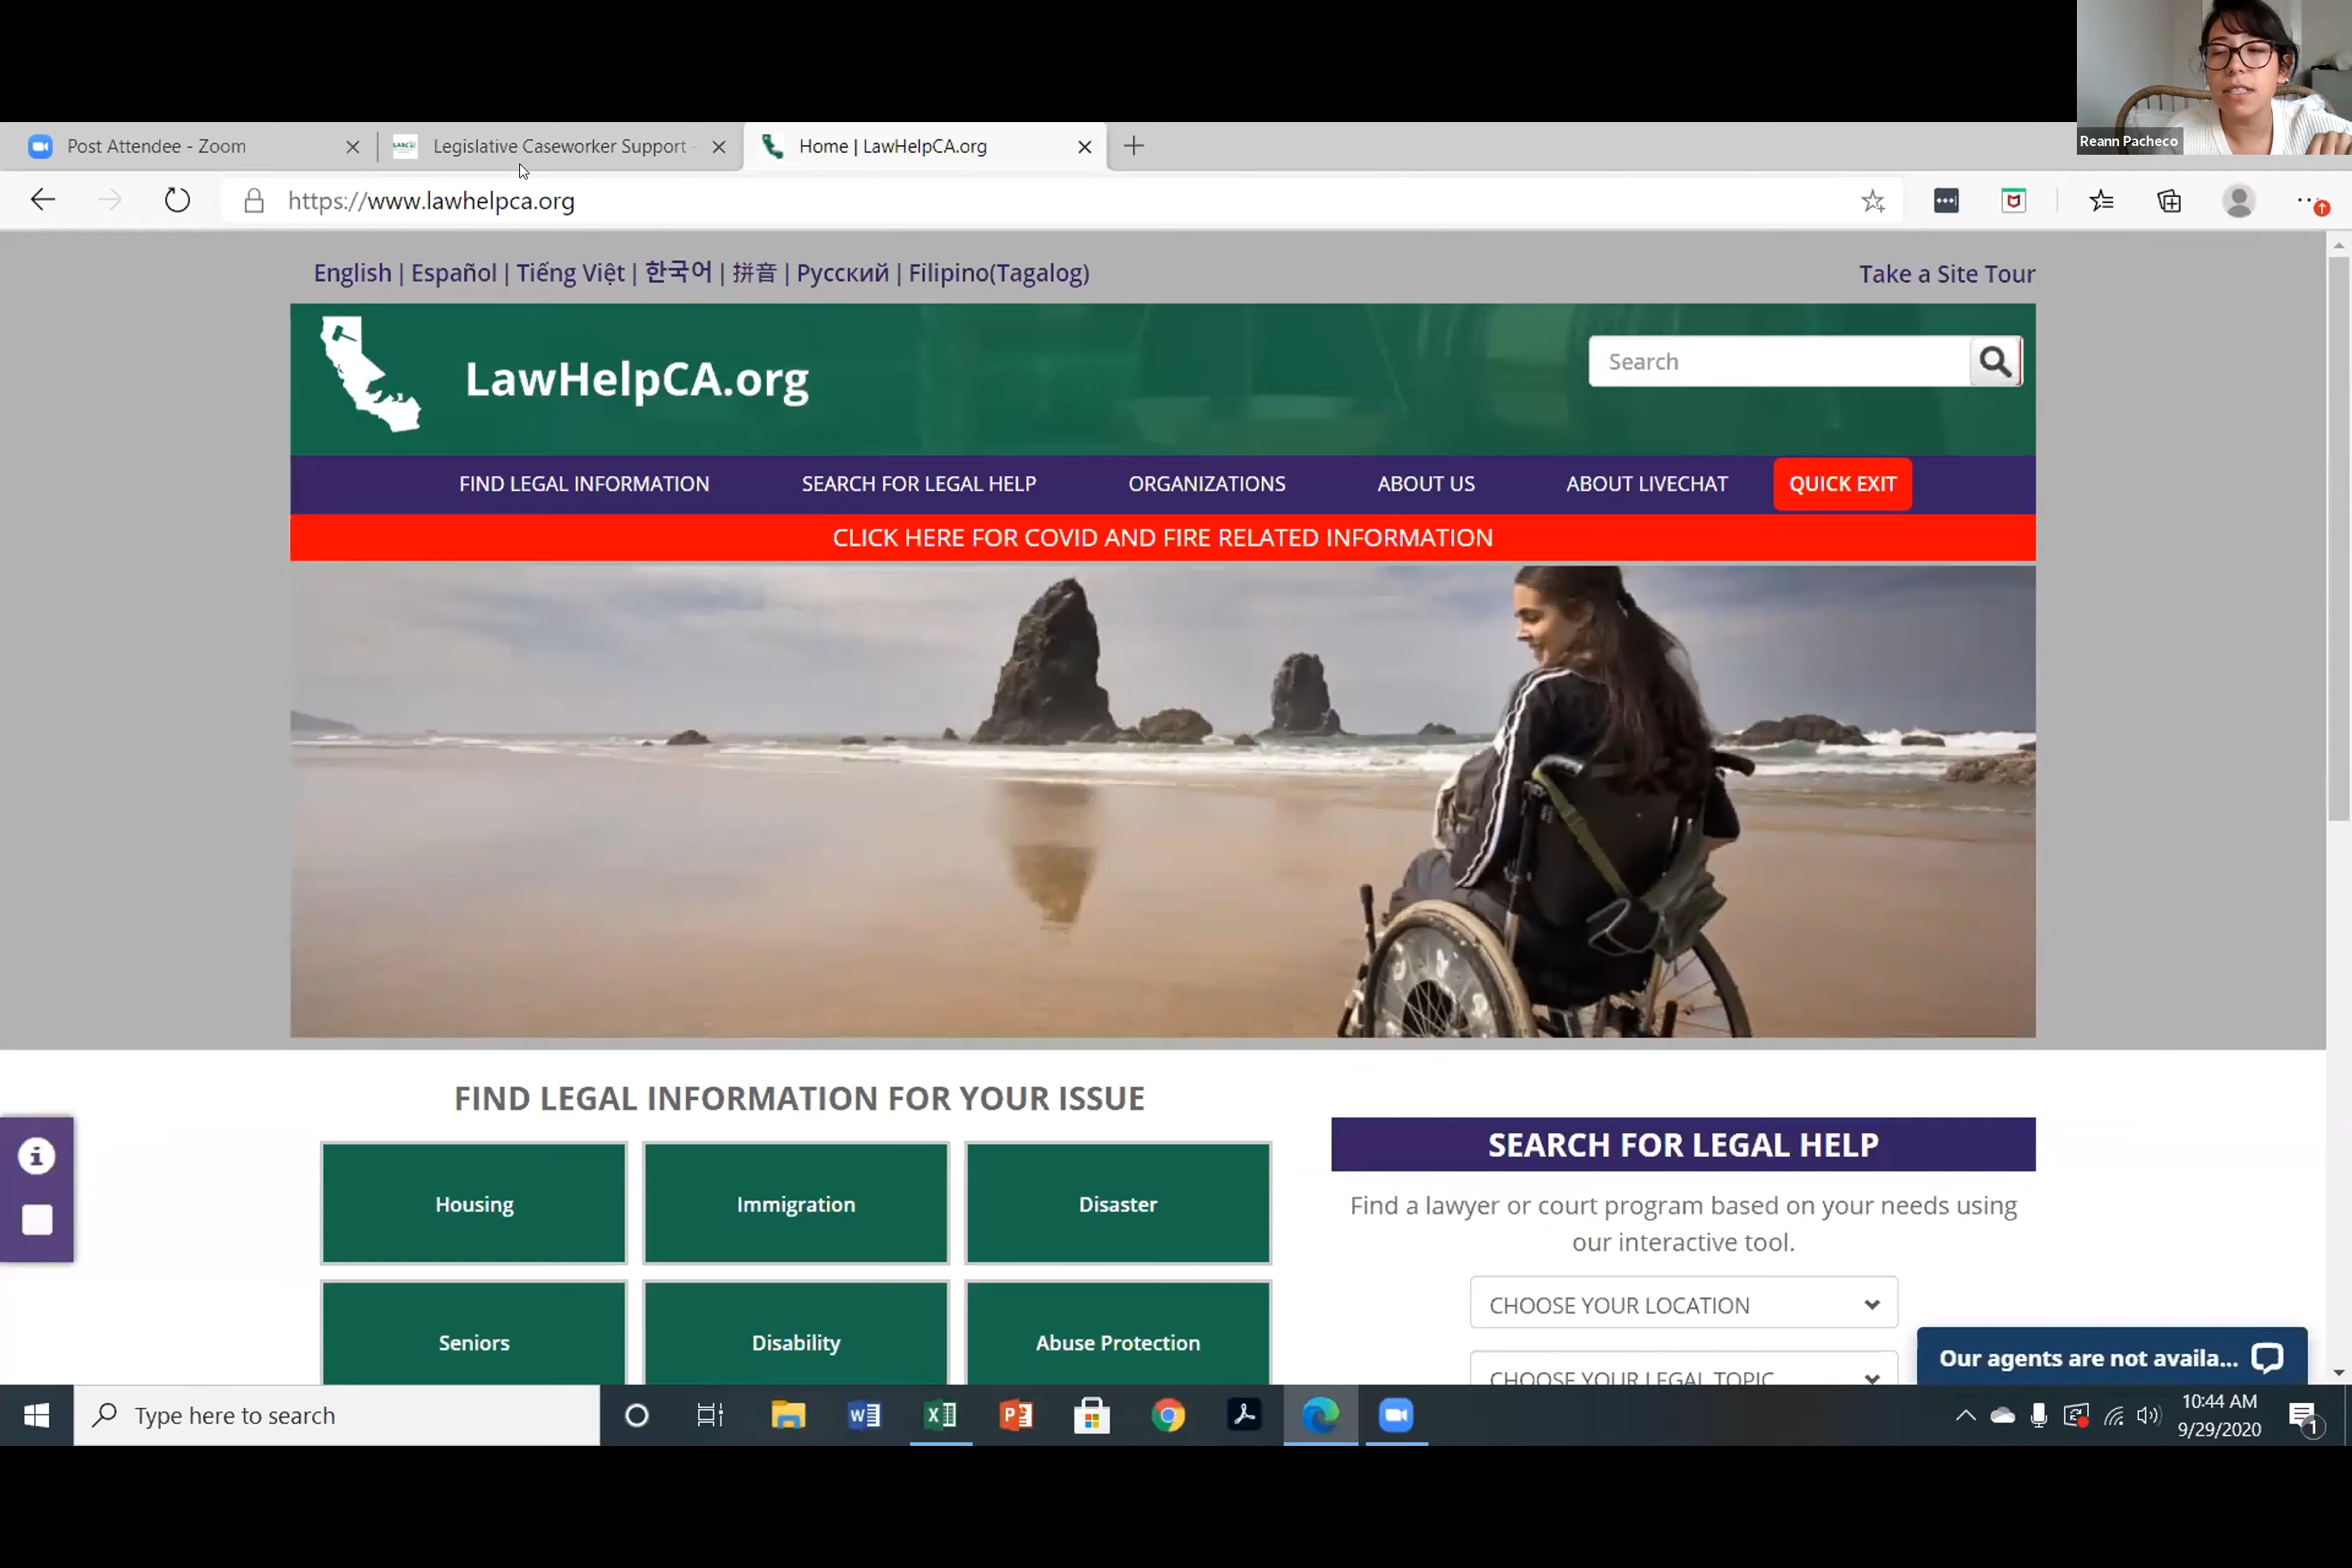 Reann Pacheco
Post Attendee - Zoom
Legislative Caseworker Support -
Home | LawHelpCA.org
https://www.lawhelpca.org
English | Español | Tiếng Việt | 한국어 | 拼音 | Русский | Filipino(Tagalog)
Take a Site Tour
LawHelpCA.org
Search
FIND LEGAL INFORMATION
SEARCH FOR LEGAL HELP
ORGANIZATIONS
ABOUT US
ABOUT LIVECHAT
QUICK EXIT
CLICK HERE FOR COVID AND FIRE RELATED INFORMATION
FIND LEGAL INFORMATION FOR YOUR ISSUE
Housing
Immigration
Disaster
Seniors
Disability
Abuse Protection
SEARCH FOR LEGAL HELP
Find a lawyer or court program based on your needs using
our interactive tool.
CHOOSE YOUR LOCATION
CHOOSE YOUR LEGAL TOPIC
Our agents are not availa...
Type here to search
10:44 AM
9/29/2020
1